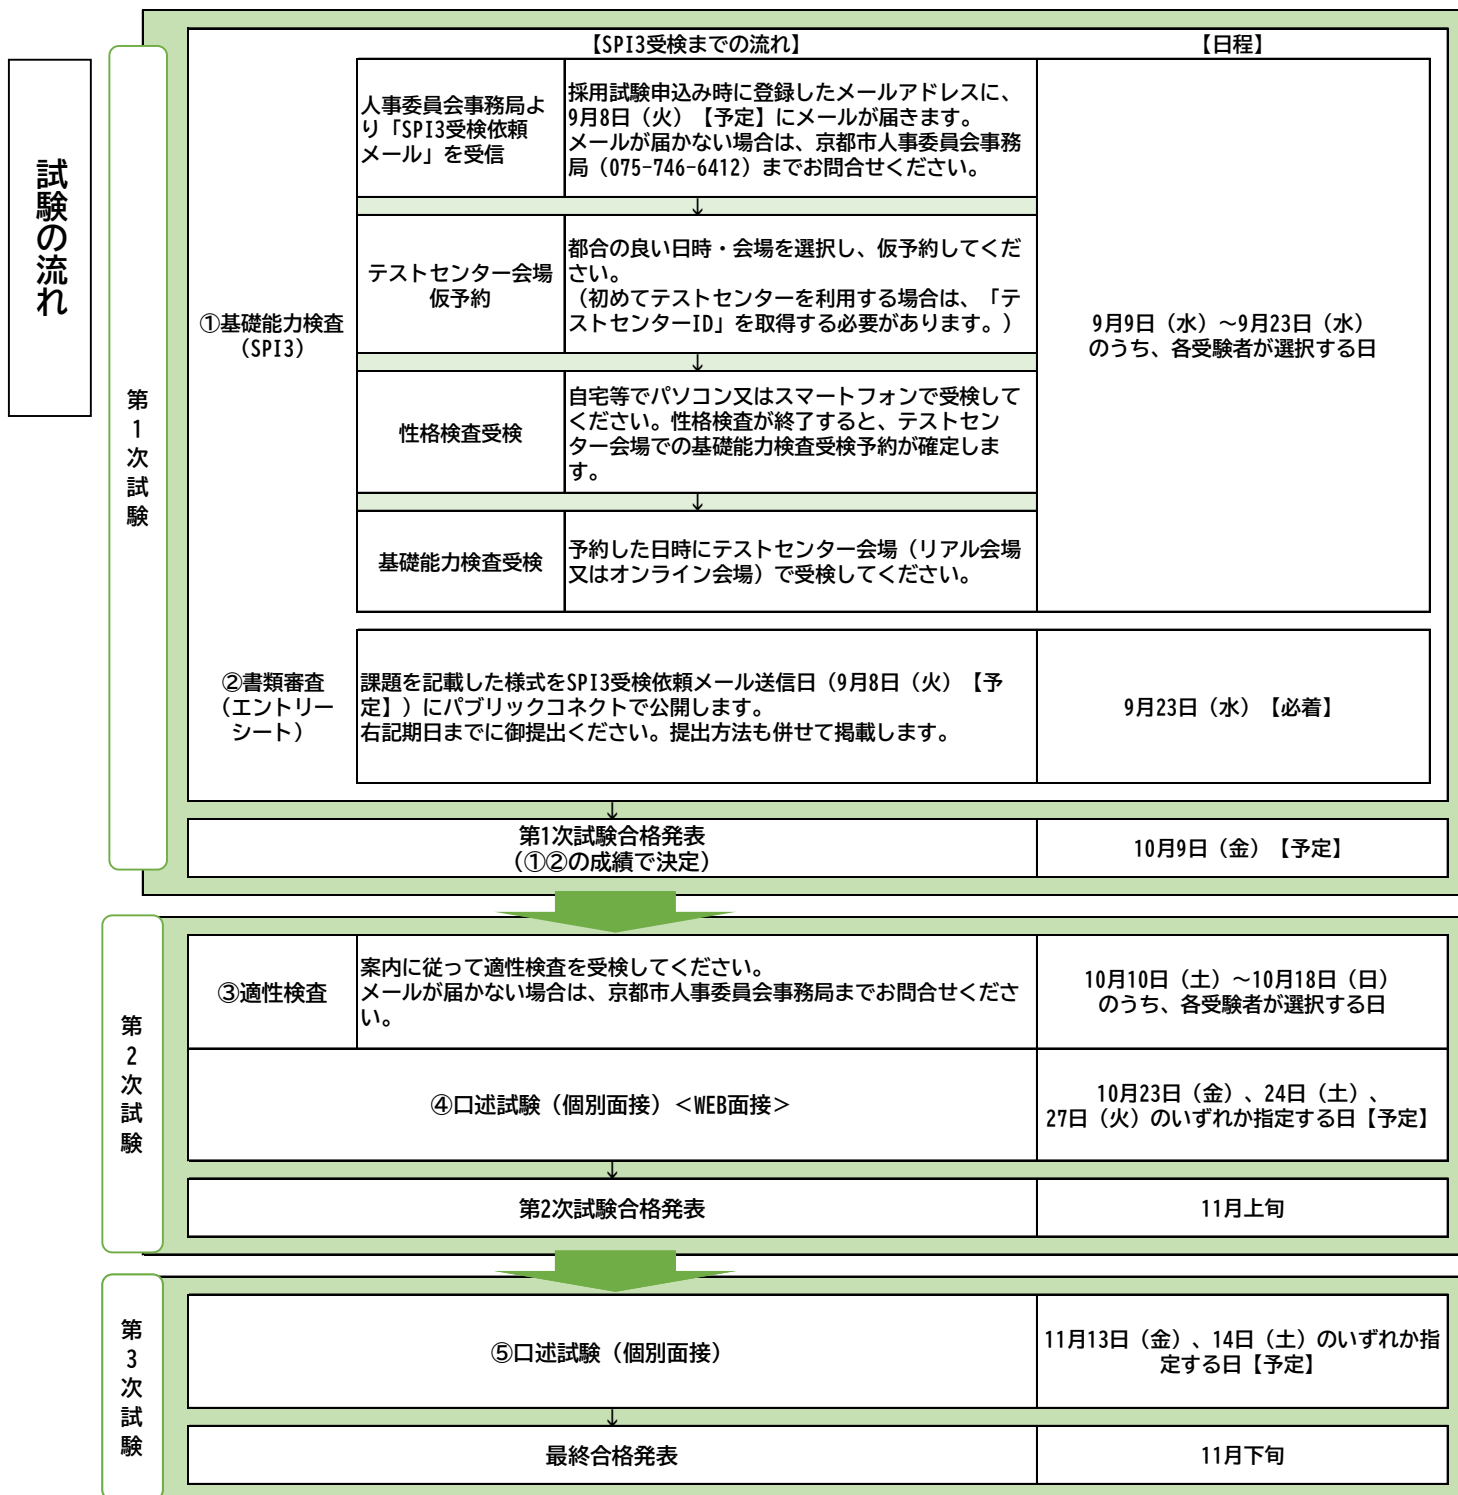 試験の流れ
第1次試験
【SPI3受検までの流れ】
【日程】
①基礎能力検査
(SPI3)
人事委員会事務局よ
り「SPI3受検依頼
メール」を受信
採用試験申込み時に登録したメールアドレスに、
9月8日（火）【予定】にメールが届きます。
メールが届かない場合は、京都市人事委員会事務
局（075-746-6412）までお問合せください。
↓
テストセンター会場
仮予約
都合の良い日時・会場を選択し、仮予約してくだ
さい。
（初めてテストセンターを利用する場合は、「テ
ストセンターID」を取得する必要があります。）
↓
性格検査受検
自宅等でパソコン又はスマートフォンで受検して
ください。性格検査が終了すると、テストセン
ター会場での基礎能力検査受検予約が確定しま
す。
↓
基礎能力検査受検
予約した日時にテストセンター会場（リアル会場
又はオンライン会場）で受検してください。
9月9日（水）～9月23日（水）
のうち、各受験者が選択する日
②書類審査
（エントリー
シート）
課題を記載した様式をSPI3受検依頼メール送信日（9月8日（火）【予
定】）にパブリックコネクトで公開します。
右記期日までに御提出ください。提出方法も併せて掲載します。
9月23日（水）【必着】
↓
第1次試験合格発表
（①②の成績で決定）
10月9日（金）【予定】
第2次試験
③適性検査
案内に従って適性検査を受検してください。
メールが届かない場合は、京都市人事委員会事務局までお問合せくださ
い。
10月10日（土）～10月18日（日）
のうち、各受験者が選択する日
④口述試験（個別面接）＜WEB面接＞
10月23日（金）、24日（土）、
27日（火）のいずれか指定する日【予定】
↓
第2次試験合格発表
11月上旬
第3次試験
⑤口述試験（個別面接）
11月13日（金）、14日（土）のいずれか指
定する日【予定】
↓
最終合格発表
11月下旬